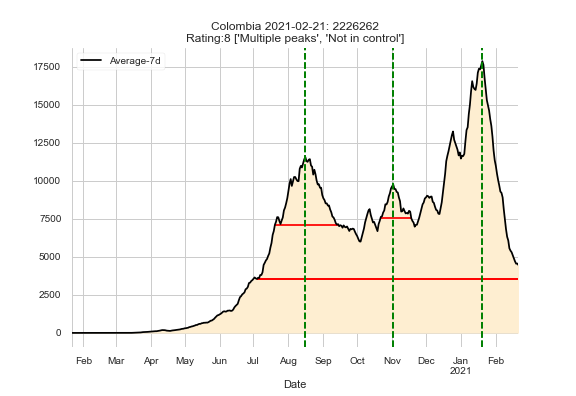 Colombia 2021-02-21: 2226262
Rating:8 ['Multiple peaks', 'Not in control']
Average-7d
17500
15000
12500
10000
7500
5000
2500
0
Feb Mar Apr May Jun Jul Aug Sep Oct Nov Dec Jan Feb
2021
Date